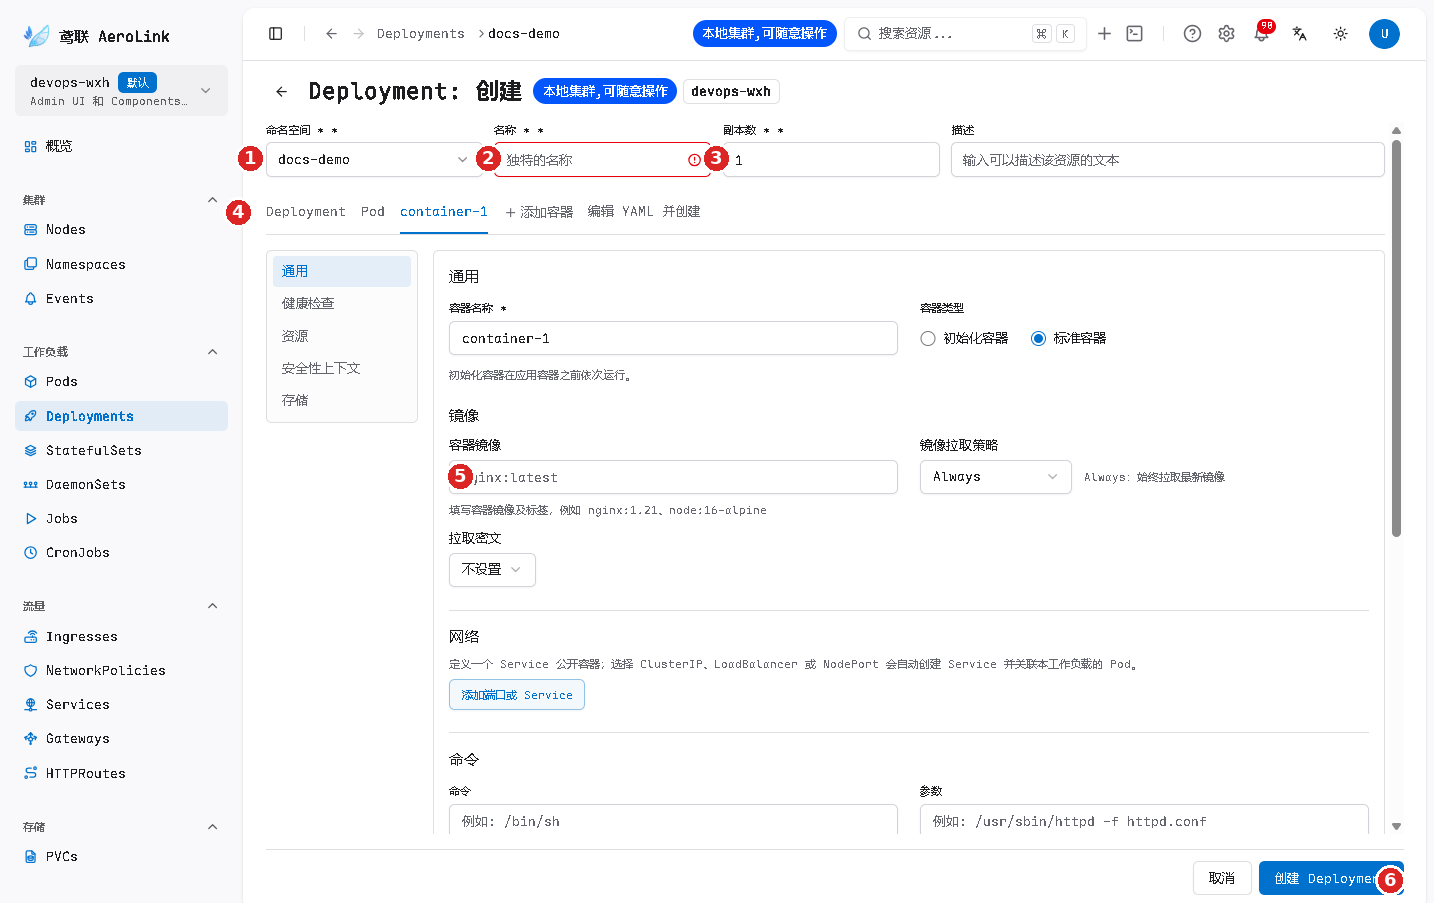 鸢联 AeroLink
devops-wxh 默认
Admin UI 和 Components…
概览
集群
Nodes
Namespaces
Events
工作负载
Pods
Deployments
StatefulSets
DaemonSets
Jobs
CronJobs
流量
Ingresses
NetworkPolicies
Services
Gateways
HTTPRoutes
存储
PVCs
Deployments > docs-demo
本地集群,可随意操作
搜索资源... ⌘ K
98
U
Deployment: 创建 本地集群,可随意操作 devops-wxh
命名空间 * * 名称 * * 副本数 * * 描述
1 docs-demo 2 独特的名称 3 1 输入可以描述该资源的文本
4 Deployment Pod container-1 + 添加容器 编辑 YAML 并创建
通用
健康检查
资源
安全性上下文
存储
通用
容器名称 * 容器类型
container-1 初始化容器 标准容器
初始化容器在应用容器之前依次运行。
镜像
容器镜像 镜像拉取策略
5 jinx:latest Always Always: 始终拉取最新镜像
填写容器镜像及标签，例如 nginx:1.21、node:16-alpine
拉取密文
不设置
网络
定义一个 Service 公开容器；选择 ClusterIP、LoadBalancer 或 NodePort 会自动创建 Service 并关联本工作负载的 Pod。
添加端口或 Service
命令
命令 参数
例如: /bin/sh 例如: /usr/sbin/httpd -f httpd.conf
取消 创建 Deploymen 6